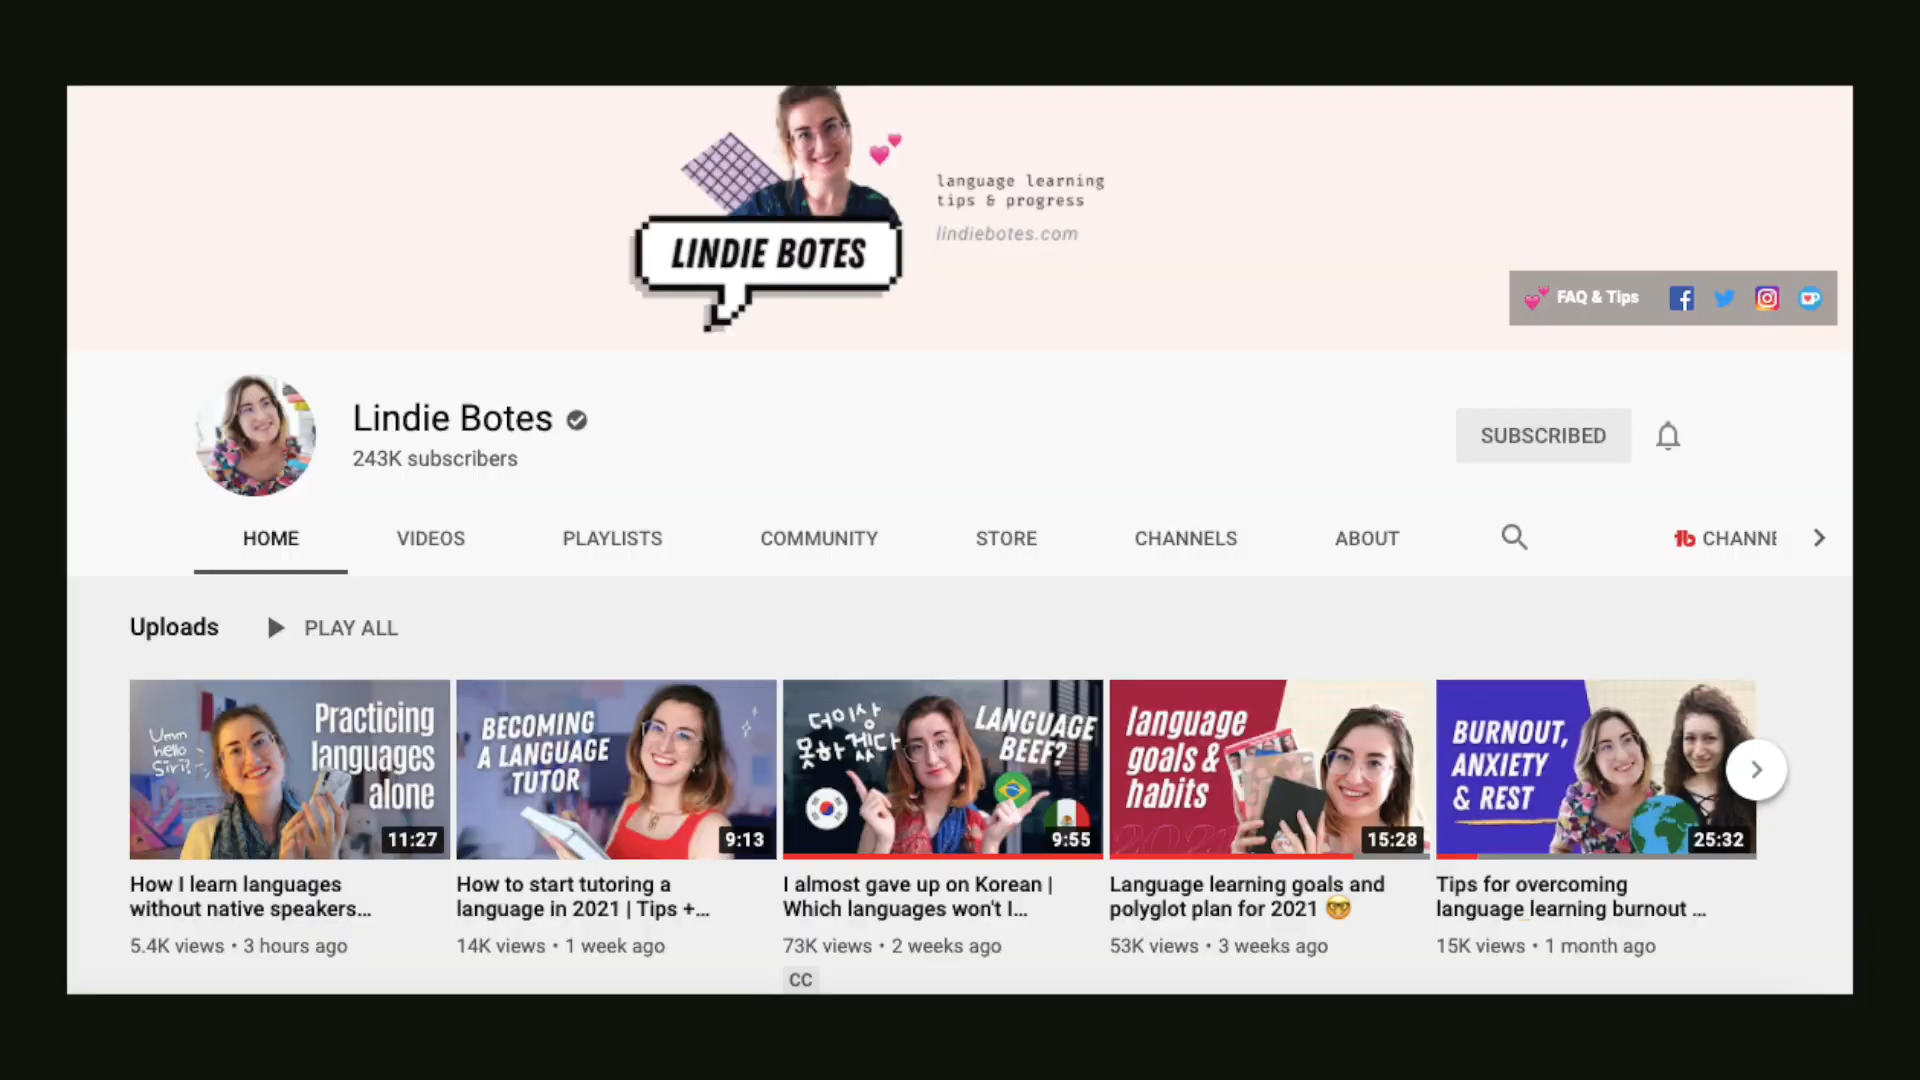 language learning
tips & progress
lindiebotes.com
LINDIE BOTES
FAQ & Tips
Lindie Botes
243K subscribers
SUBSCRIBED
HOME
VIDEOS
PLAYLISTS
COMMUNITY
STORE
CHANNELS
ABOUT
CHANNE
Uploads
PLAY ALL
Umm
hello
Siri?
Practicing
languages
alone
11:27
BECOMING
A LANGUAGE
TUTOR
9:13
더이상
못하겠다
LANGUAGE
BEEF?
9:55
language
goals &
habits
15:28
BURNOUT,
ANXIETY
& REST
25:32
How I learn languages
without native speakers...
5.4K views • 3 hours ago
How to start tutoring a
language in 2021 | Tips +...
14K views • 1 week ago
I almost gave up on Korean |
Which languages won't I...
73K views • 2 weeks ago
CC
Language learning goals and
polyglot plan for 2021 🤓
53K views • 3 weeks ago
Tips for overcoming
language learning burnout ...
15K views • 1 month ago